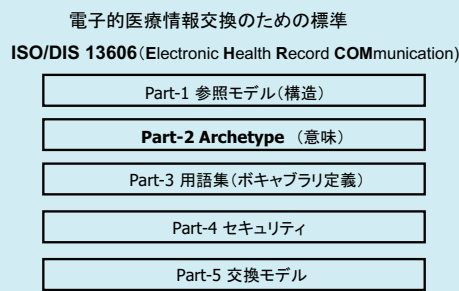 電子的医療情報交換のための標準
ISO/DIS 13606(Electronic Health Record COMmunication)
Part-1 参照モデル(構造)
Part-2 Archetype (意味)
Part-3 用語集(ボキャブラリ定義)
Part-4 セキュリティ
Part-5 交換モデル